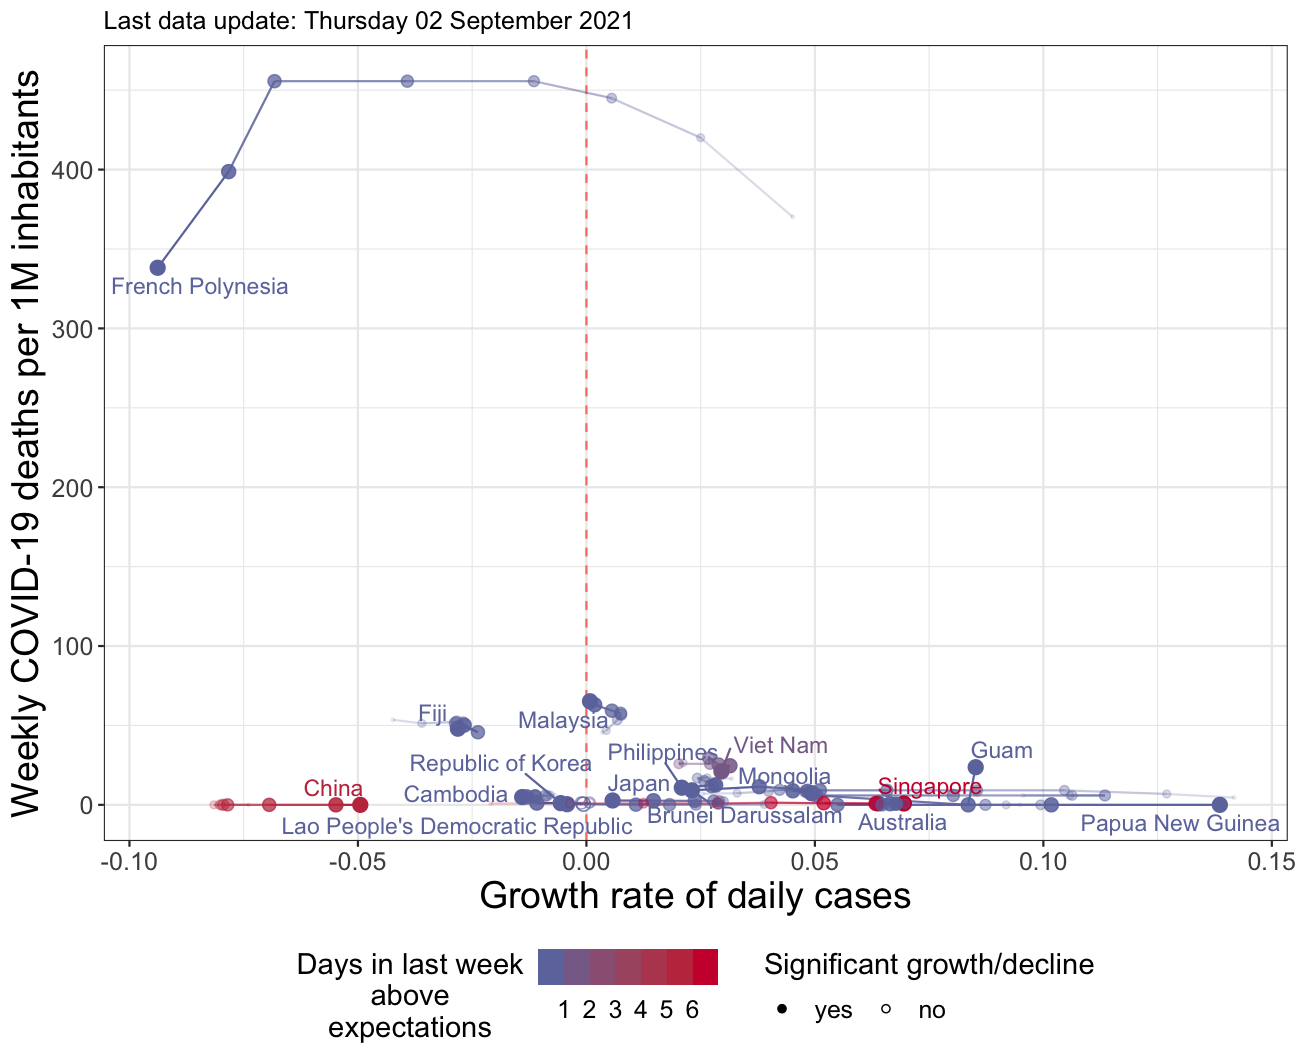 Last data update: Thursday 02 September 2021
Weekly COVID-19 deaths per 1M inhabitants
400
300
200
100
0
French Polynesia
Fiji
Malaysia
Philippines
Viet Nam
Guam
Republic of Korea
Japan
Mongolia
China
Cambodia
Singapore
Brunei Darussalam
Lao People's Democratic Republic
Australia
Papua New Guinea
-0.10 -0.05 0.00 0.05 0.10 0.15
Growth rate of daily cases
Days in last week
above
expectations
1 2 3 4 5 6
Significant growth/decline
yes no